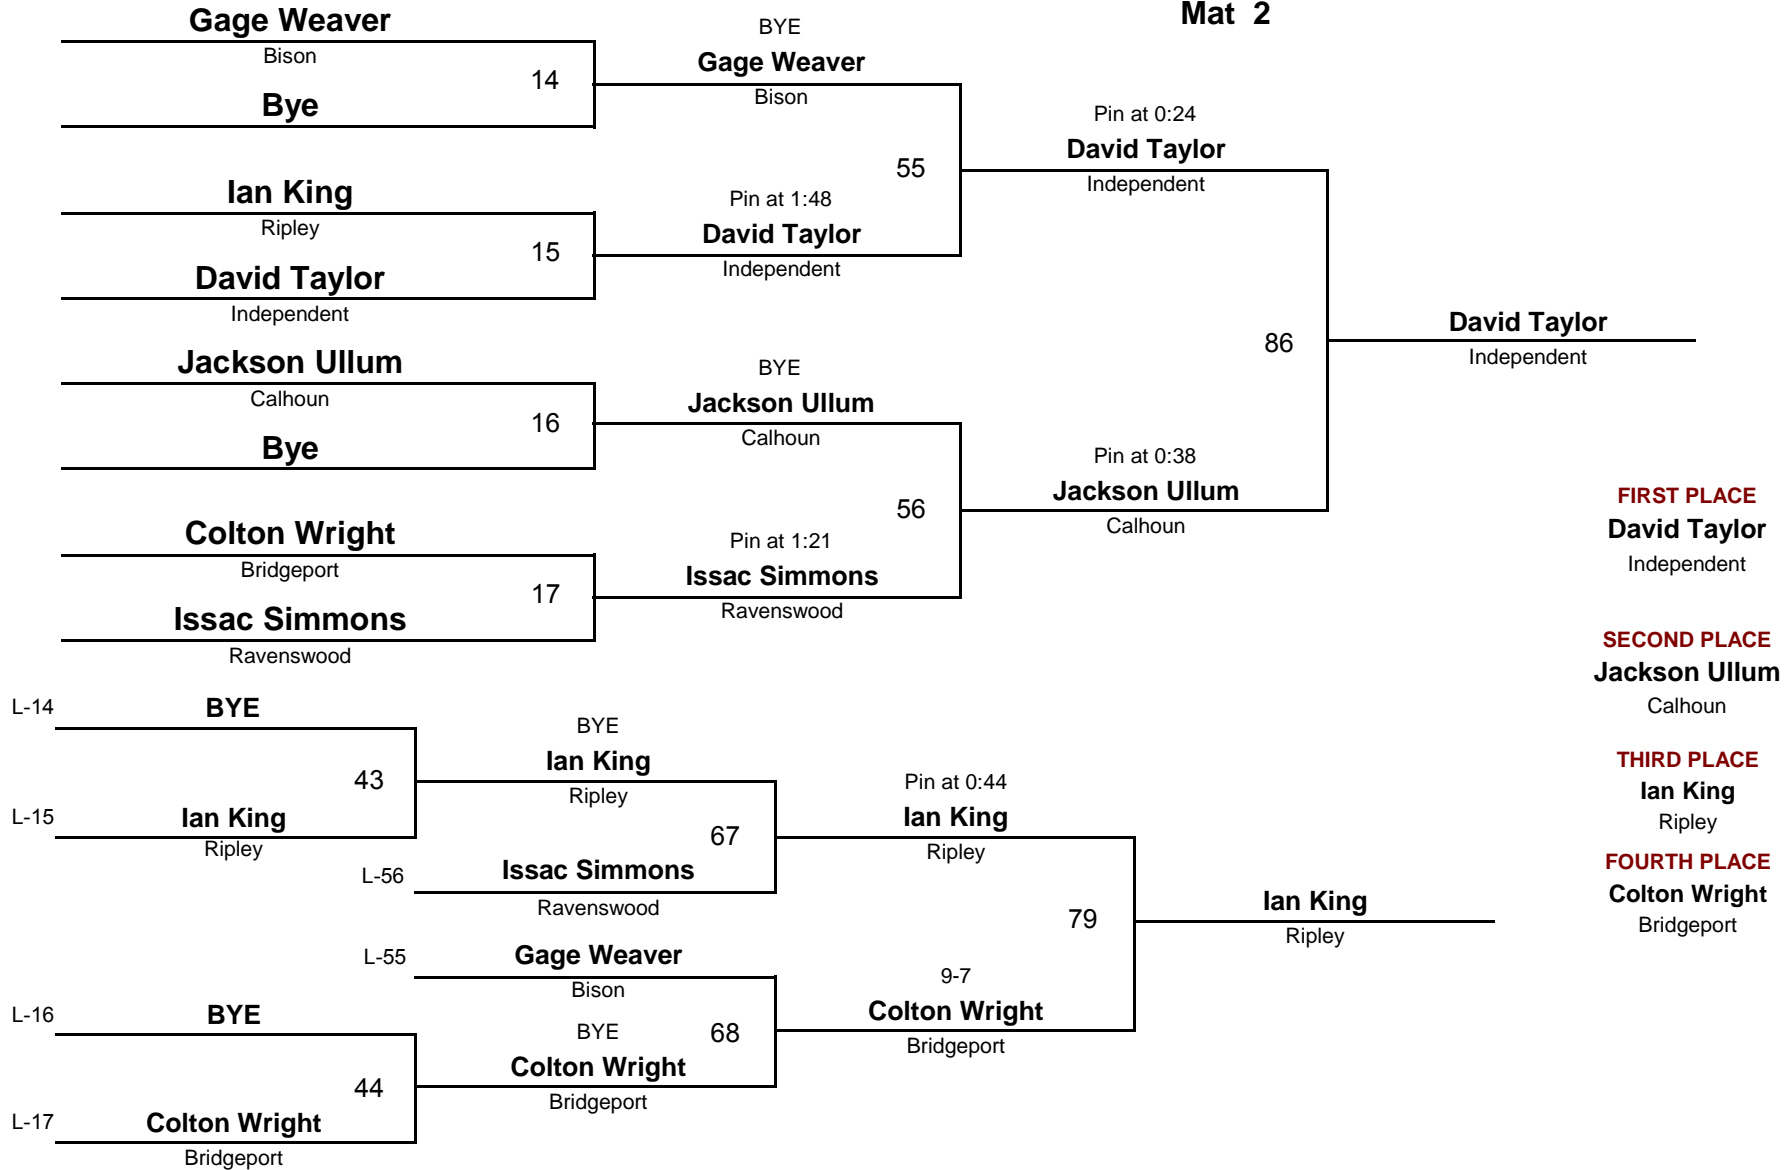 Mat 2
Gage Weaver
Bison
14
Bye
Ian King
Ripley
15
David Taylor
Independent
Jackson Ullum
Calhoun
16
Bye
Colton Wright
Bridgeport
17
Issac Simmons
Ravenswood
BYE
Gage Weaver
Bison
55
Pin at 1:48
David Taylor
Independent
BYE
Jackson Ullum
Calhoun
56
Pin at 1:21
Issac Simmons
Ravenswood
Pin at 0:24
David Taylor
Independent
86
Pin at 0:38
Jackson Ullum
Calhoun
David Taylor
Independent
L-14
BYE
43
L-15
Ian King
Ripley
L-16
BYE
44
L-17
Colton Wright
Bridgeport
BYE
Ian King
Ripley
67
L-56
Issac Simmons
Ravenswood
L-55
Gage Weaver
Bison
68
BYE
Colton Wright
Bridgeport
Pin at 0:44
Ian King
Ripley
79
9-7
Colton Wright
Bridgeport
Ian King
Ripley
FIRST PLACE
David Taylor
Independent
SECOND PLACE
Jackson Ullum
Calhoun
THIRD PLACE
Ian King
Ripley
FOURTH PLACE
Colton Wright
Bridgeport